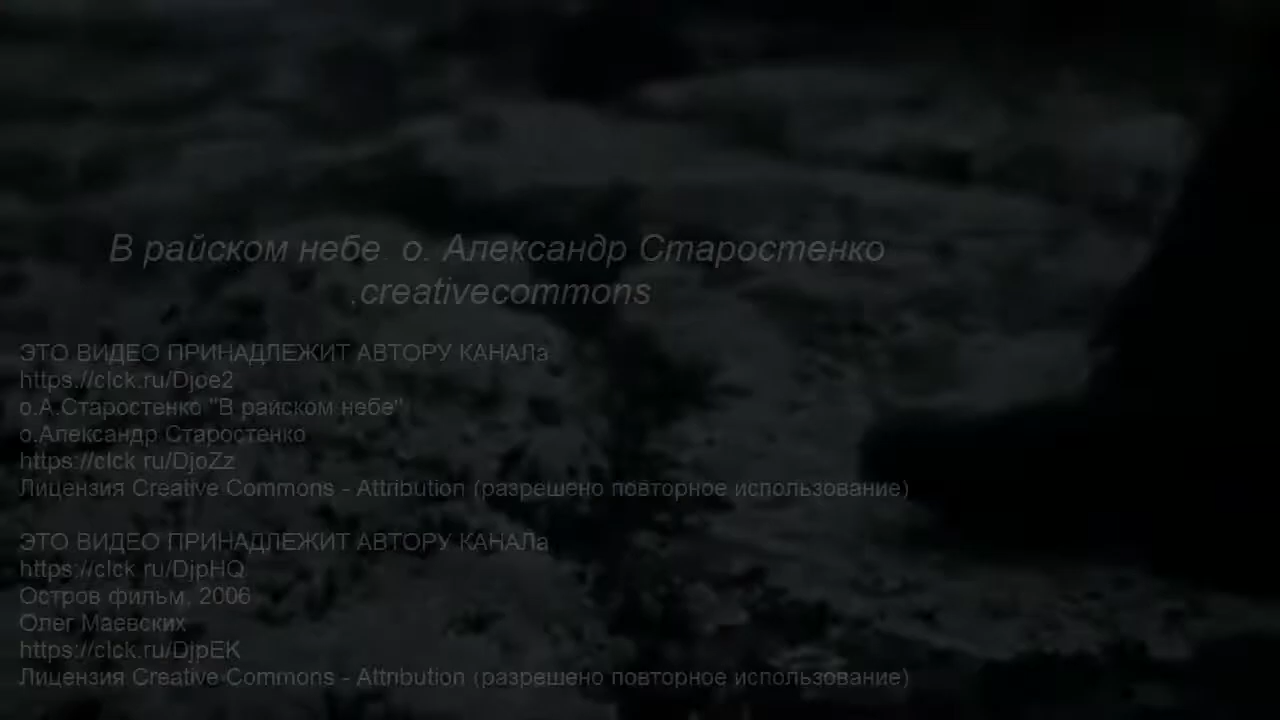 В райском небе. о. Александр Старостенко
.creativecommons
ЭТО ВИДЕО ПРИНАДЛЕЖИТ АВТОРУ КАНАЛа
https://clck.ru/Djoe2
о.А.Старостенко "В райском небе"
о.Александр Старостенко
https://clck.ru/DjoZz
Лицензия Creative Commons - Attribution (разрешено повторное использование)
ЭТО ВИДЕО ПРИНАДЛЕЖИТ АВТОРУ КАНАЛа
https://clck.ru/DjpHQ
Остров фильм, 2006
Олег Маевских
https://clck.ru/DjpEK
Лицензия Creative Commons - Attribution (разрешено повторное использование)